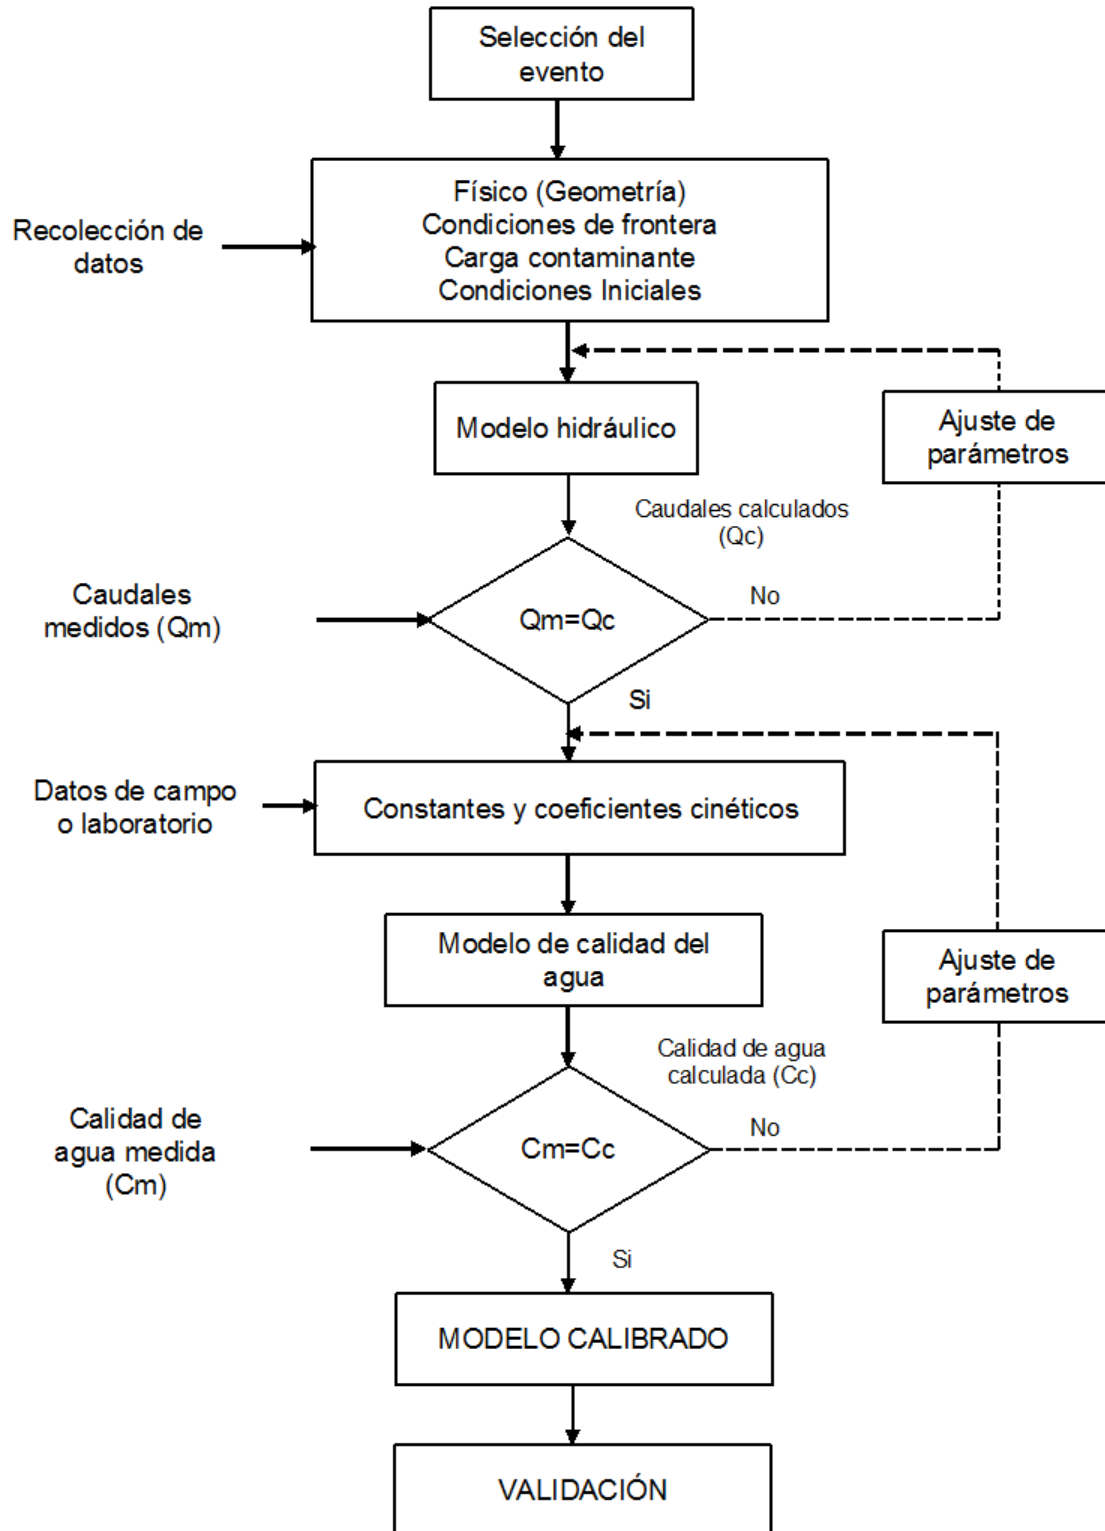 Selección del
evento
Físico (Geometría)
Condiciones de frontera
Carga contaminante
Condiciones Iniciales
Recolección de
datos
Modelo hidráulico
Ajuste de
parámetros
Caudales calculados
(Qc)
Caudales
medidos (Qm)
Qm=Qc
No
Si
Datos de campo
o laboratorio
Constantes y coeficientes cinéticos
Modelo de calidad del
agua
Ajuste de
parámetros
Calidad de agua
calculada (Cc)
Calidad de
agua medida
(Cm)
Cm=Cc
No
Si
MODELO CALIBRADO
VALIDACIÓN